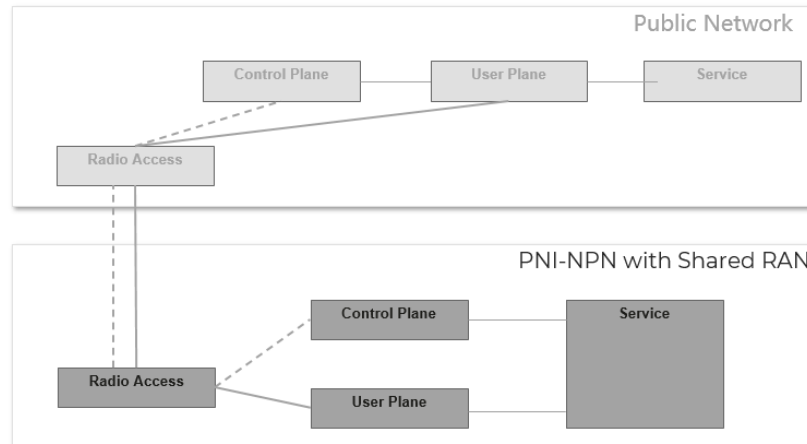 Public Network
Control Plane
User Plane
Service
Radio Access
PNI-NPN with Shared RAN
Control Plane
Service
Radio Access
User Plane